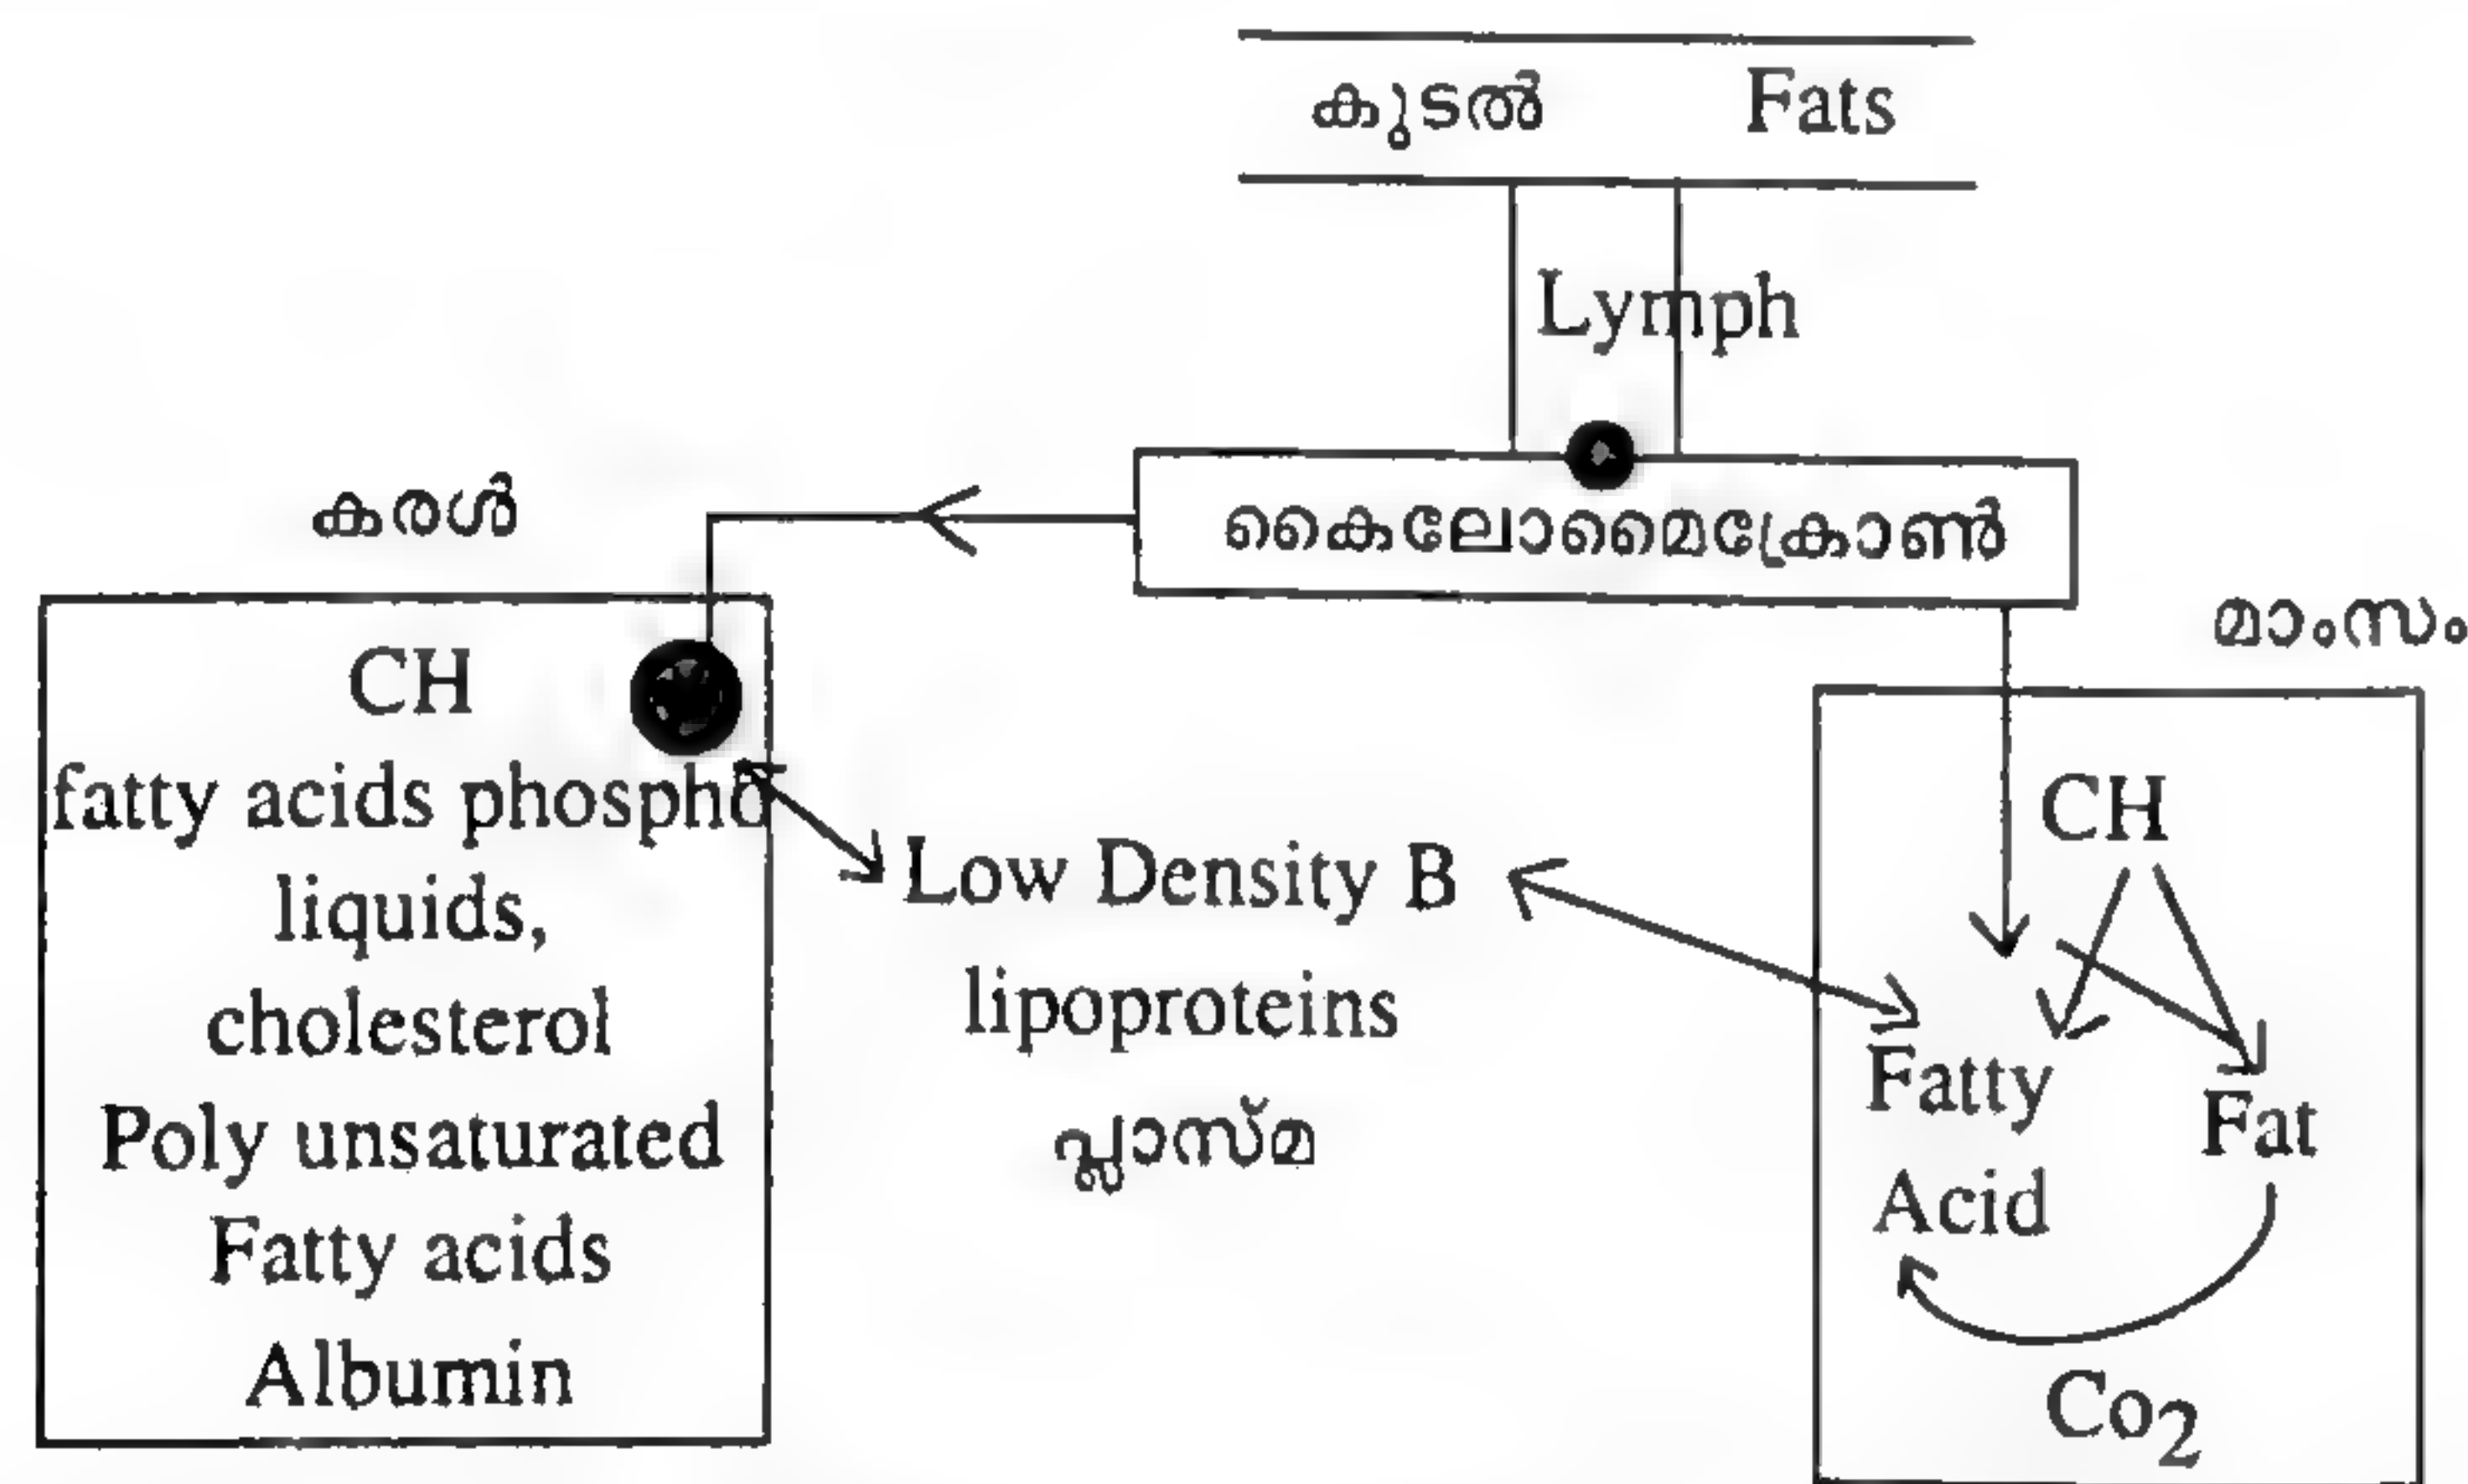 കുടൽ Fats
Lymph
കൈലോമൈക്രോൺ
കരൾ
CH
fatty acids phospho
liquids,
cholesterol
Poly unsaturated
Fatty acids
Albumin
Low Density B
lipoproteins
പ്ലാസ്മ
മാംസം
CH
Fatty
Acid
Fat
Co2